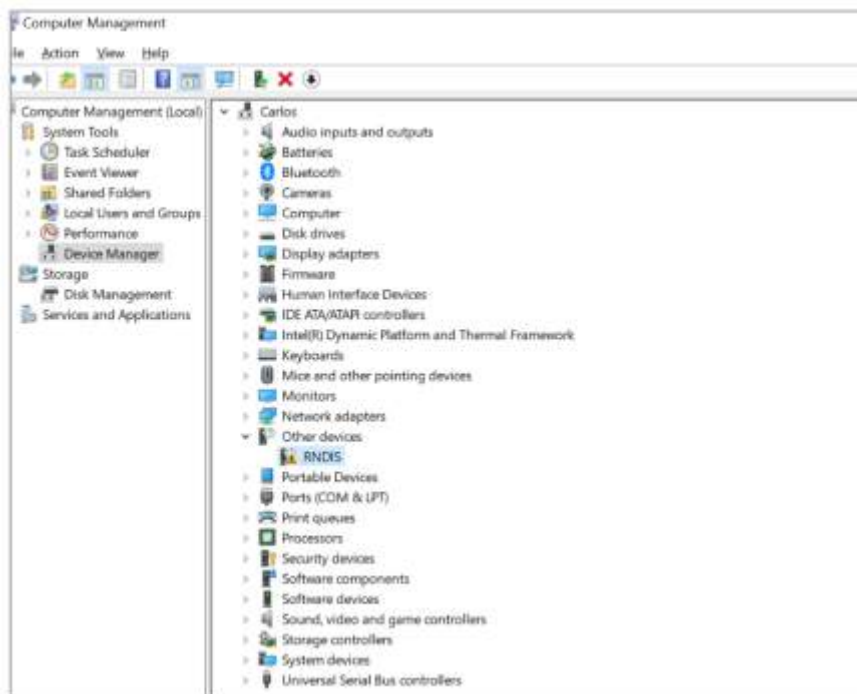 Computer Management
le Action View Help
Computer Management (Local)
System Tools
Task Scheduler
Event Viewer
Shared Folders
Local Users and Groups
Performance
Device Manager
Storage
Disk Management
Services and Applications
Carlos
Audio inputs and outputs
Batteries
Bluetooth
Cameras
Computer
Disk drives
Display adapters
Firmware
Human Interface Devices
IDE ATA/ATAPI controllers
Intel(R) Dynamic Platform and Thermal Framework
Keyboards
Mice and other pointing devices
Monitors
Network adapters
Other devices
RNDIS
Portable Devices
Ports (COM & LPT)
Print queues
Processors
Security devices
Software components
Software devices
Sound, video and game controllers
Storage controllers
System devices
Universal Serial Bus controllers